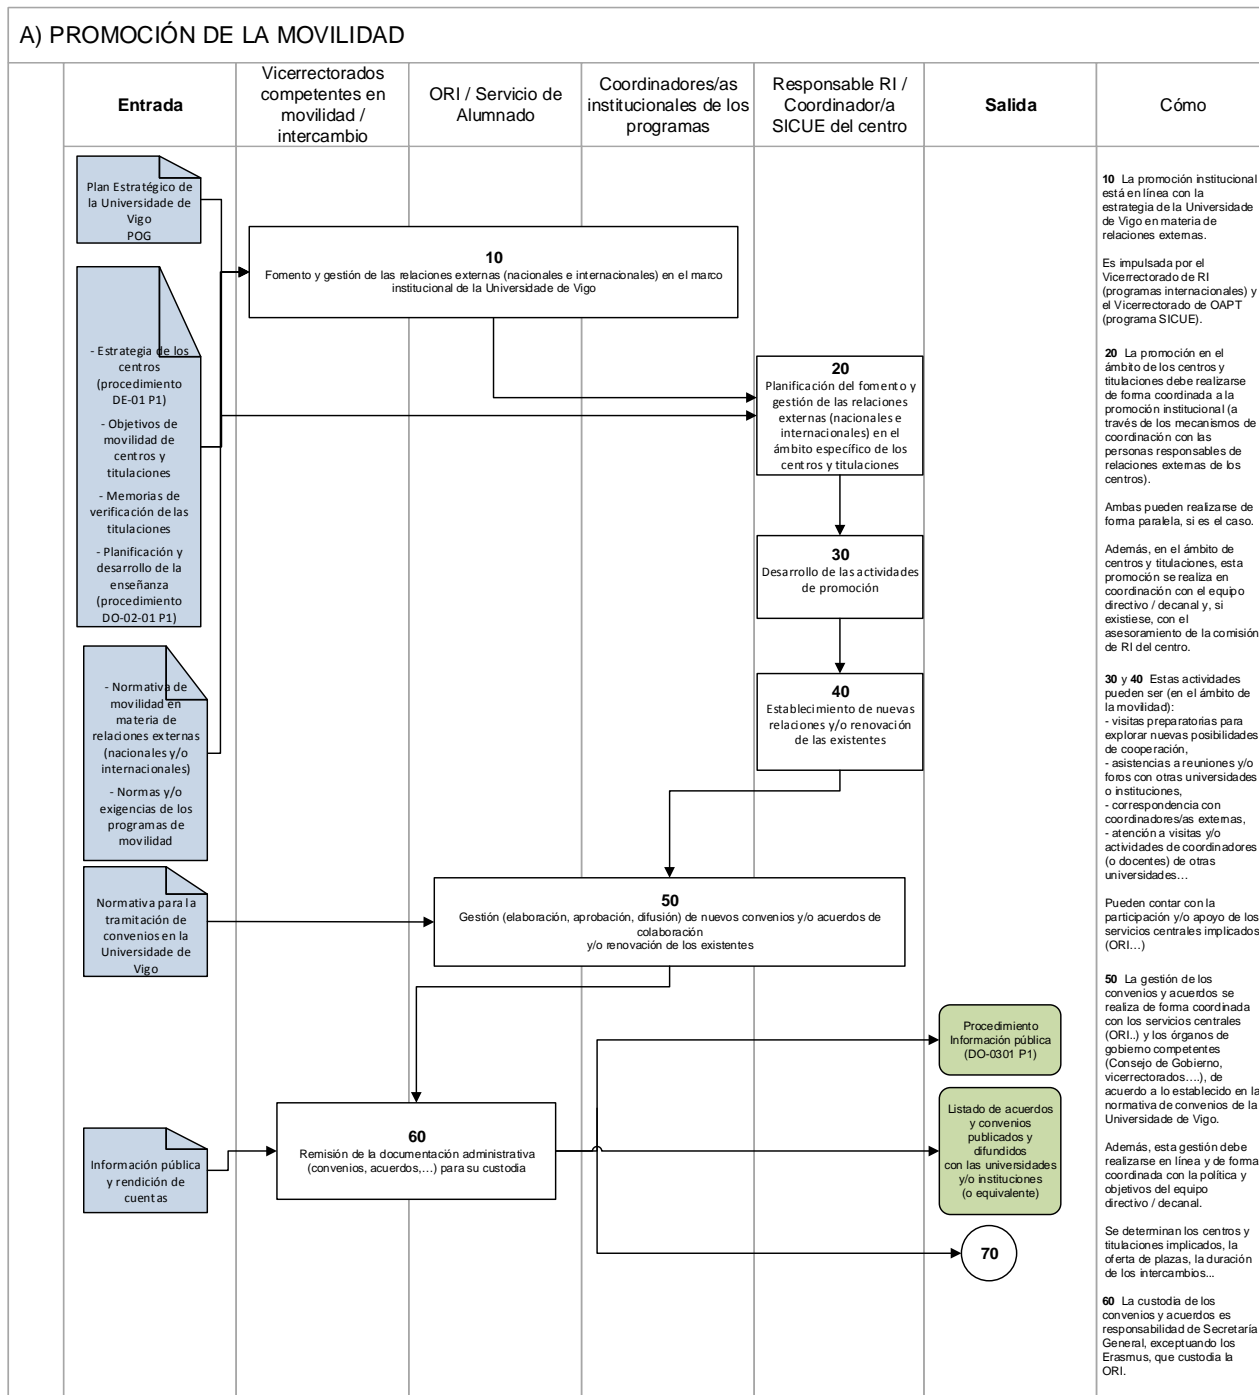 A) PROMOCIÓN DE LA MOVILIDAD
Entrada
Vicerrectorados
competentes en
movilidad /
intercambio
ORI / Servicio de
Alumnado
Coordinadores/as
institucionales de los
programas
Responsable RI /
Coordinador/a
SICUE del centro
Salida
Cómo
Plan Estratégico de
la Universidade de
Vigo
POG
- Estrategia de los
centros
(procedimiento
DE-01 P1)
- Objetivos de
movilidad de
centros y
titulaciones
- Memorias de
verificación de las
titulaciones
- Planificación y
desarrollo de la
enseñanza
(procedimiento
DO-02-01 P1)
- Normativa de
movilidad en
materia de
relaciones externas
(nacionales y/o
internacionales)
- Normas y/o
exigencias de los
programas de
movilidad
Normativa para la
tramitación de
convenios en la
Universidade de
Vigo
Información pública
y rendición de
cuentas
10
Fomento y gestión de las relaciones externas (nacionales e internacionales) en el marco
institucional de la Universidade de Vigo
20
Planificación del fomento y
gestión de las relaciones
externas (nacionales e
internacionales) en el
ámbito específico de los
centros y titulaciones
30
Desarrollo de las actividades
de promoción
40
Establecimiento de nuevas
relaciones y/o renovación
de las existentes
50
Gestión (elaboración, aprobación, difusión) de nuevos convenios y/o acuerdos de
colaboración
y/o renovación de los existentes
60
Remisión de la documentación administrativa
(convenios, acuerdos,...) para su custodia
Procedimiento
Información pública
(DO-0301 P1)
Listado de acuerdos
y convenios
publicados y
difundidos
con las universidades
y/o instituciones
(o equivalente)
70
10 La promoción institucional
está en línea con la
estrategia de la Universidade
de Vigo en materia de
relaciones externas.
Es impulsada por el
Vicerrectorado de RI
(programas internacionales) y
el Vicerrectorado de OAPT
(programa SICUE).
20 La promoción en el
ámbito de los centros y
titulaciones debe realizarse
de forma coordinada a la
promoción institucional (a
través de los mecanismos de
coordinación con las
personas responsables de
relaciones externas de los
centros).
Ambas pueden realizarse de
forma paralela, si es el caso.
Además, en el ámbito de
centros y titulaciones, esta
promoción se realiza en
coordinación con el equipo
directivo / decanal y, si
existiese, con el
asesoramiento de la comisión
de RI del centro.
30 y 40 Estas actividades
pueden ser (en el ámbito de
la movilidad):
- visitas preparatorias para
explorar nuevas posibilidades
de cooperación,
- asistencias a reuniones y/o
foros con otras universidades
o instituciones,
- correspondencia con
coordinadores/as externas,
- atención a visitas y/o
actividades de coordinadores
(o docentes) de otras
universidades...
Pueden contar con la
participación y/o apoyo de los
servicios centrales implicados
(ORI...)
50 La gestión de los
convenios y acuerdos se
realiza de forma coordinada
con los servicios centrales
(ORI..) y los órganos de
gobierno competentes
(Consejo de Gobierno,
vicerrectorados....), de
acuerdo a lo establecido en la
normativa de convenios de la
Universidade de Vigo.
Además, esta gestión debe
realizarse en línea y de forma
coordinada con la política y
objetivos del equipo
directivo / decanal.
Se determinan los centros y
titulaciones implicados, la
oferta de plazas, la duración
de los intercambios...
60 La custodia de los
convenios y acuerdos es
responsabilidad de Secretaría
General, exceptuando los
Erasmus, que custodia la
ORI.